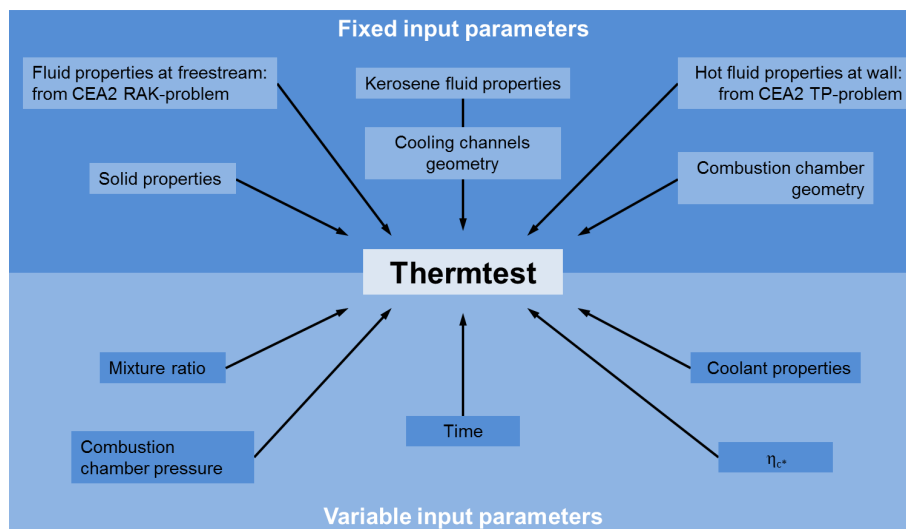 Fixed input parameters
Fluid properties at freestream:
from CEA2 RAK-problem
Kerosene fluid properties
Hot fluid properties at wall:
from CEA2 TP-problem
Cooling channels
geometry
Solid properties
Combustion chamber
geometry
Thermtest
Mixture ratio
Coolant properties
Combustion
chamber pressure
Time
ηc*
Variable input parameters